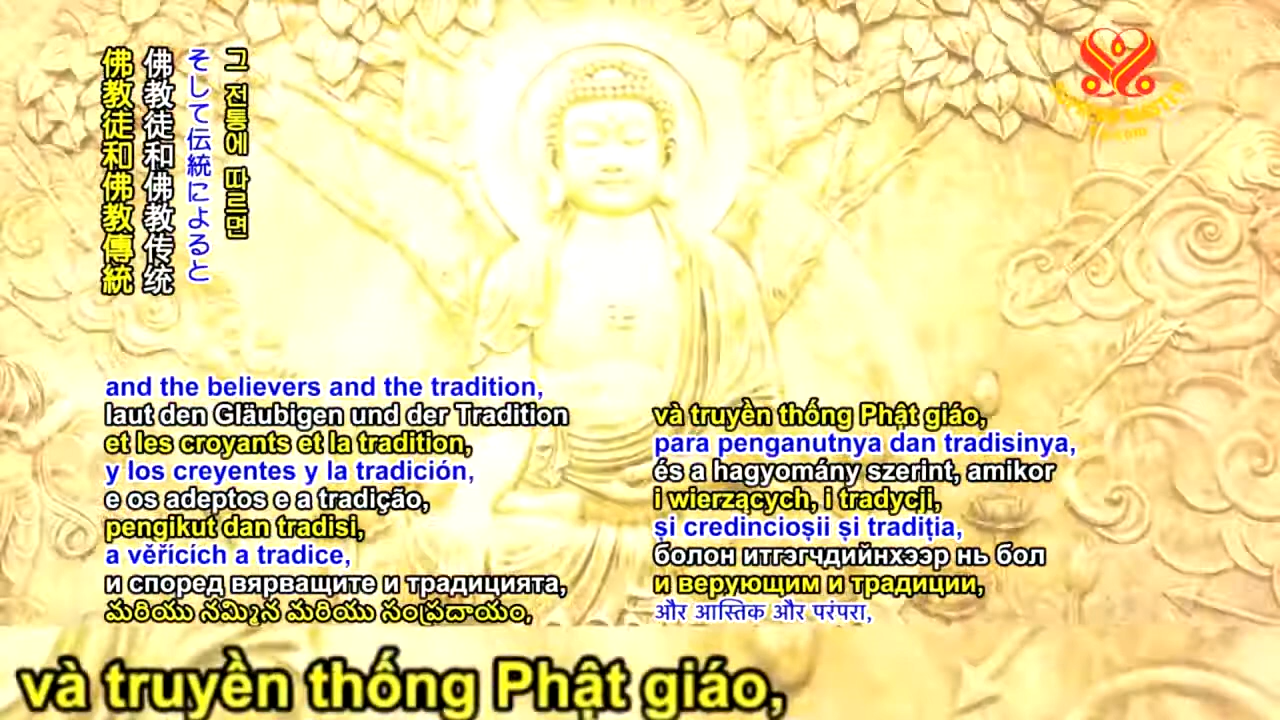 佛教徒和佛教傳統
佛教徒和佛教传统
そして伝統によると
그 전통에 따르면
and the believers and the tradition,
laut den Gläubigen und der Tradition
et les croyants et la tradition,
y los creyentes y la tradición,
e os adeptos e a tradição,
pengikut dan tradisi,
a věřících a tradice,
и според вярващите и традицията,
మరియు నమ్మిన మరియు సంప్రదాయం,
và truyền thống Phật giáo,
para penganutnya dan tradisinya,
és a hagyomány szerint, amikor
i wierzących, i tradycji,
și credincioșii și tradiția,
болон итгэгчдийнхээр нь бол
и верующим и традиции,
और आस्तिक और परंपरा,
và truyền thống Phật giáo,